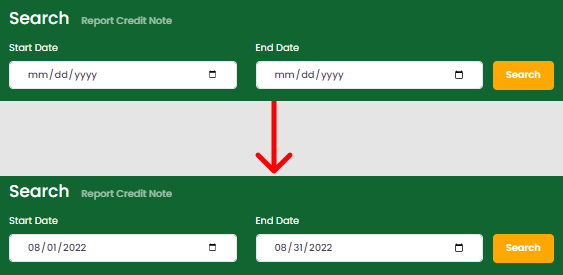 Search Report Credit Note
Start Date End Date
mm/dd/yyyy mm/dd/yyyy Search
Search Report Credit Note
Start Date End Date
08/01/2022 08/31/2022 Search